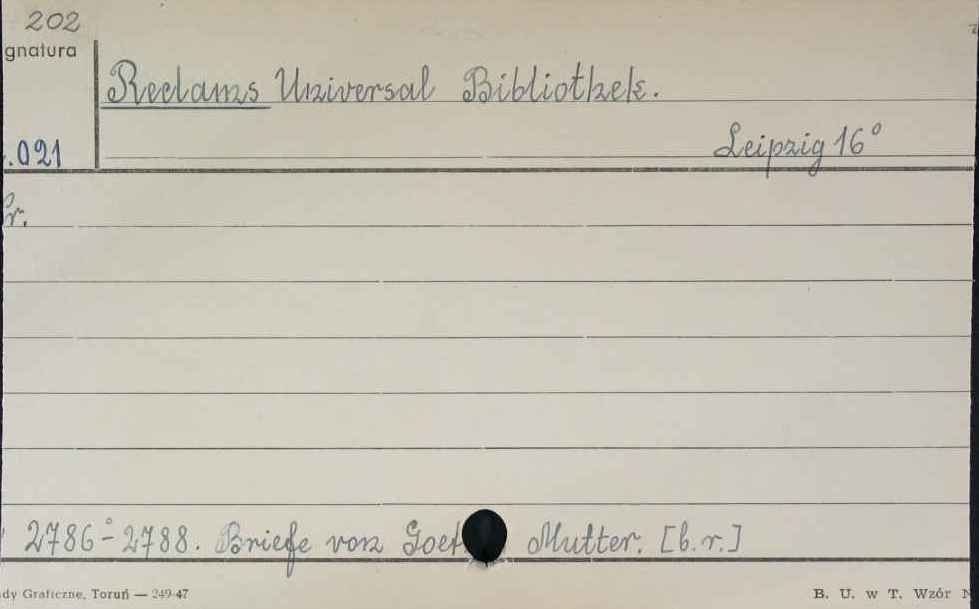 202
gnatura
Reclams Universal Bibliothek.
.021
Leipzig 16°
Pr.
2786-2788. Briefe von Goet Mutter. [b.r.]
dy Graficzne, Toruń — 249-47
B. U. w T. Wzór N